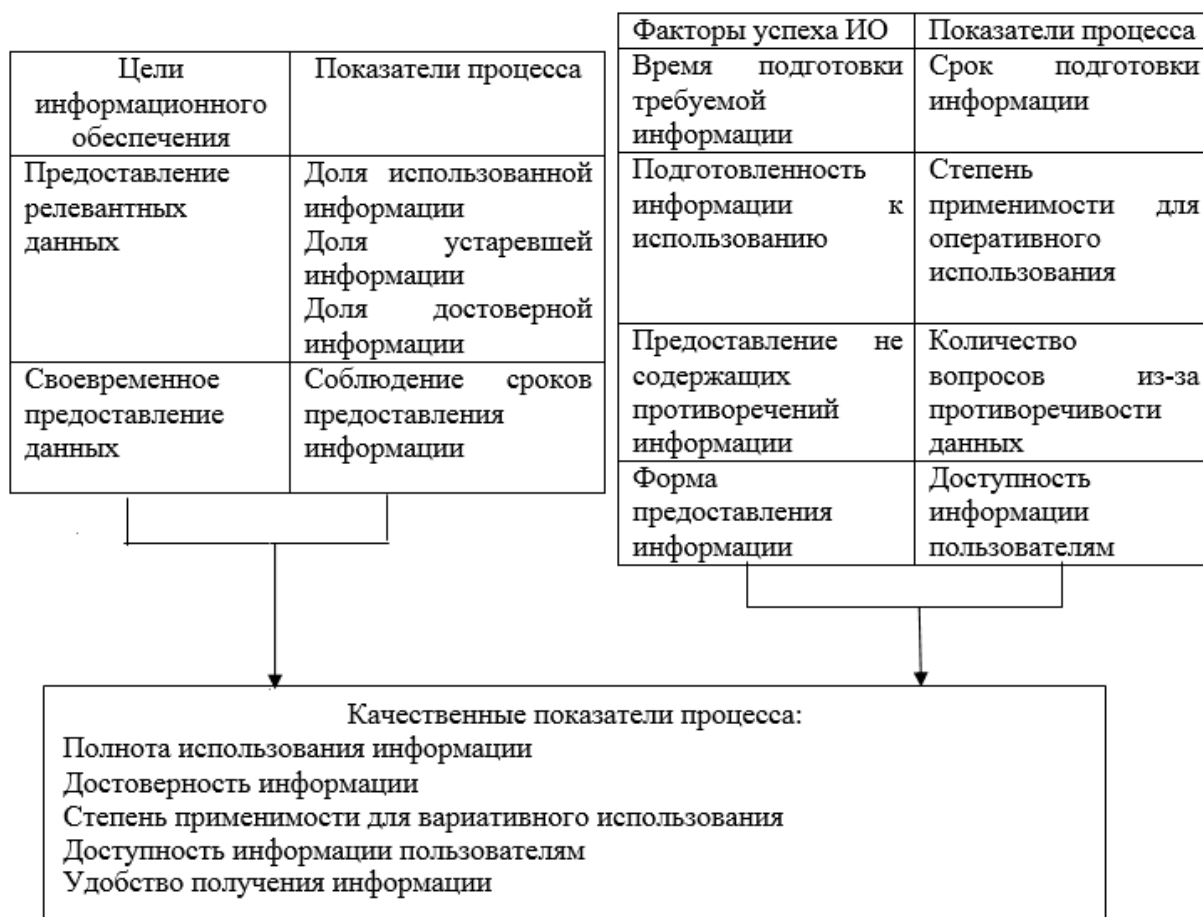 Цели
информационного
обеспечения
Показатели процесса
Предоставление
релевантных
данных
Доля использованной
информации
Доля устаревшей
информации
Доля достоверной
информации
Своевременное
предоставление
данных
Соблюдение сроков
предоставления
информации
Факторы успеха ИО
Показатели процесса
Время подготовки
требуемой
информации
Срок подготовки
информации
Подготовленность
информации к
использованию
Степень
применимости для
оперативного
использования
Предоставление не
содержащих
противоречений
информации
Количество
вопросов из-за
противоречивости
данных
Форма
предоставления
информации
Доступность
информации
пользователям
Качественные показатели процесса:
Полнота использования информации
Достоверность информации
Степень применимости для вариативного использования
Доступность информации пользователям
Удобство получения информации